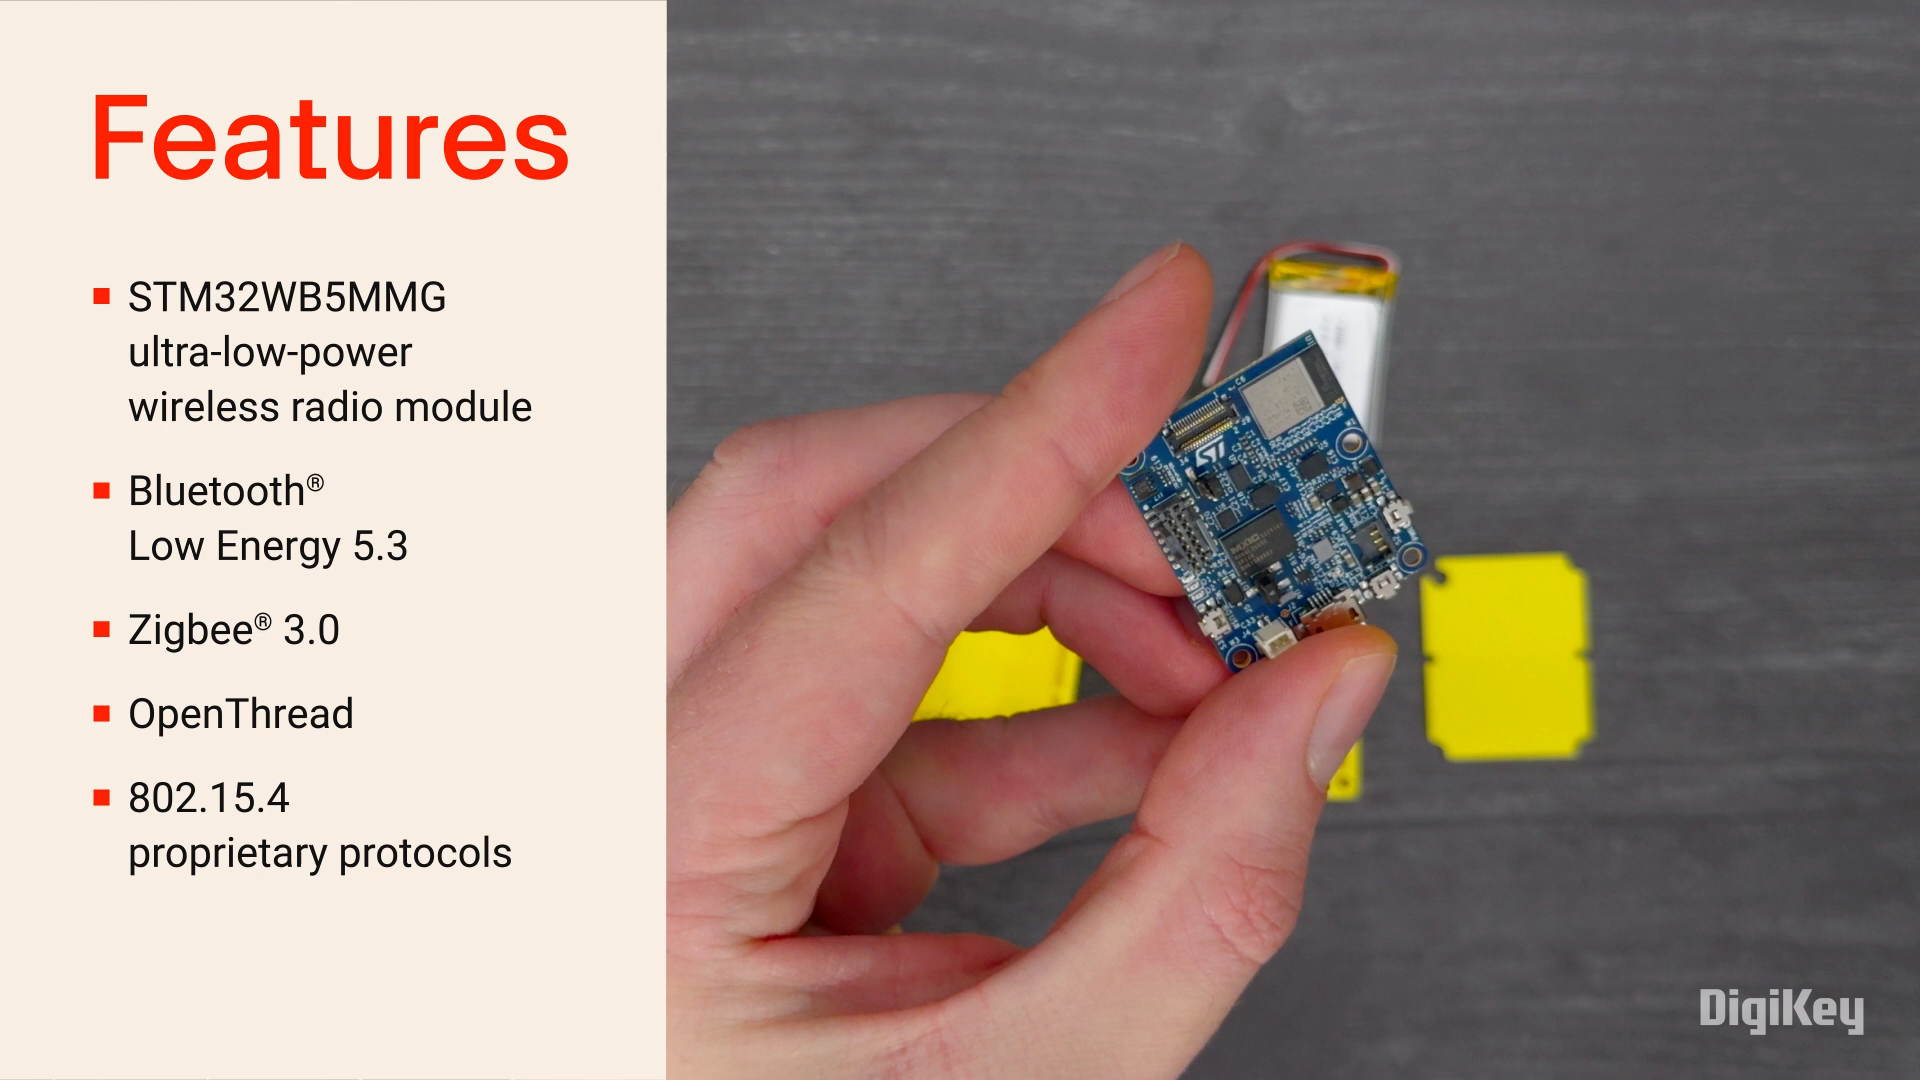 Features
STM32WB5MMG
ultra-low-power
wireless radio module
Bluetooth®
Low Energy 5.3
Zigbee® 3.0
OpenThread
802.15.4
proprietary protocols
ST
DigiKey